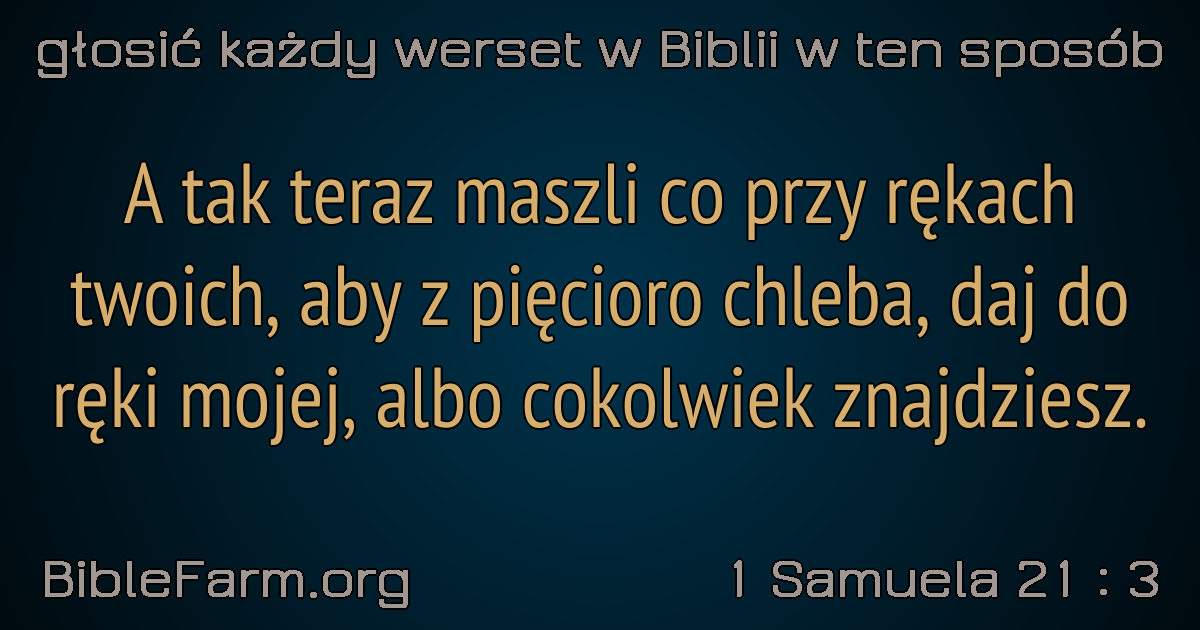 głosić każdy werset w Biblii w ten sposób
A tak teraz maszli co przy rękach
twoich, aby z pięcioro chleba, daj do
ręki mojej, albo cokolwiek znajdziesz.
BibleFarm.org
1 Samuela 21 : 3